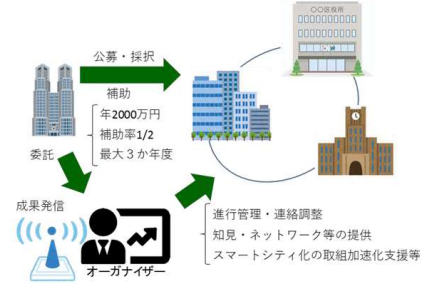 〇〇区役所
公募・採択
補助
年2000万円
補助率1/2
最大３か年度
委託
成果発信
オーガナイザー
進行管理・連絡調整
知見・ネットワーク等の提供
スマートシティ化の取組加速化支援等